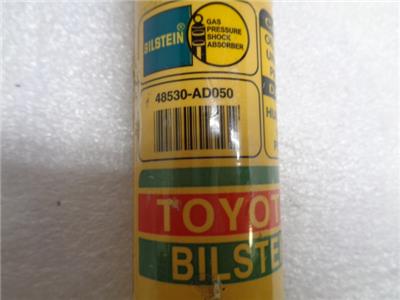 BILSTEIN
GAS
PRESSURE
SHOCK
ABSORBER
48530-AD050
TOYOT
BILSTE